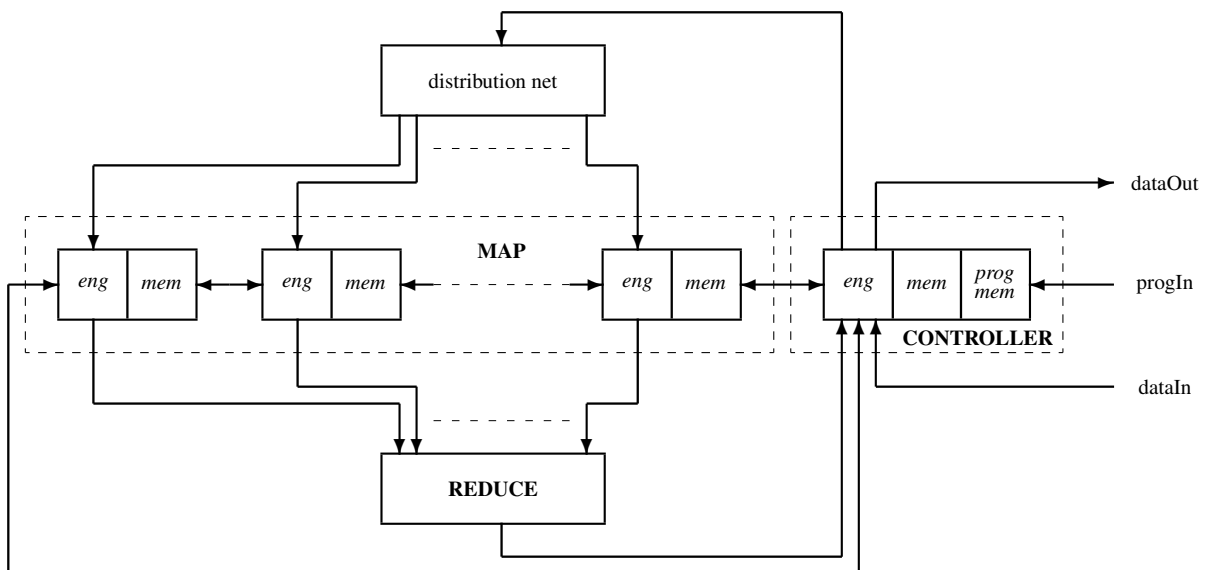 distribution net
dataOut
MAP
eng mem eng mem eng mem eng mem prog
mem
progIn
CONTROLLER
dataIn
REDUCE